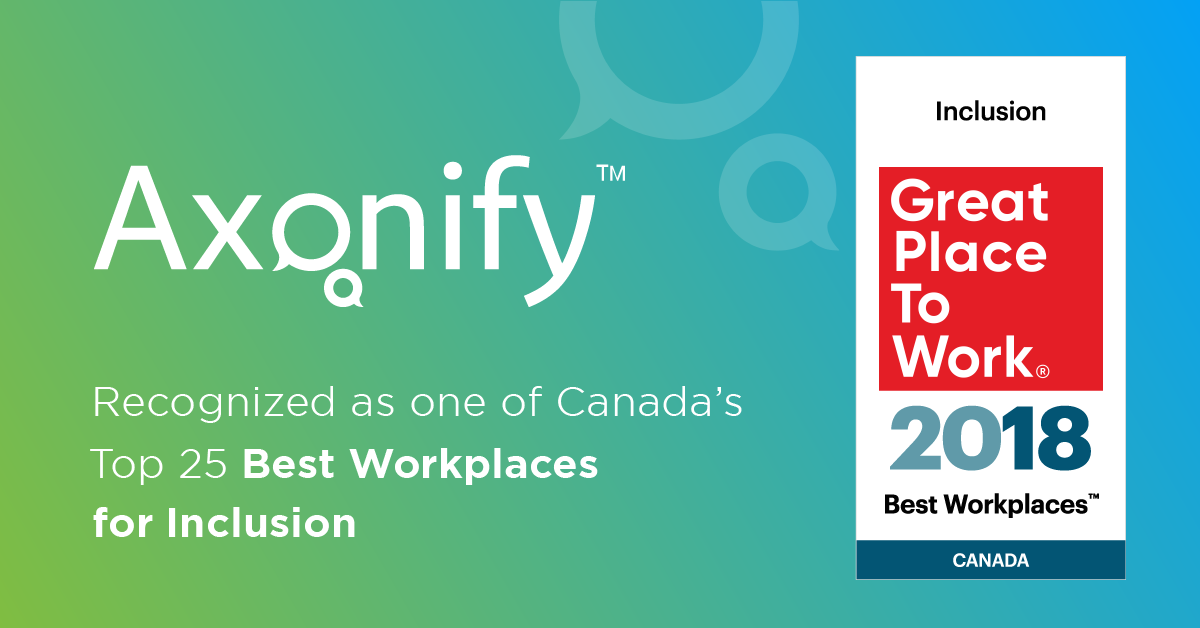 Axonify™
Recognized as one of Canada’s
Top 25 Best Workplaces
for Inclusion
Inclusion
Great
Place
To
Work®
2018
Best Workplaces™
CANADA